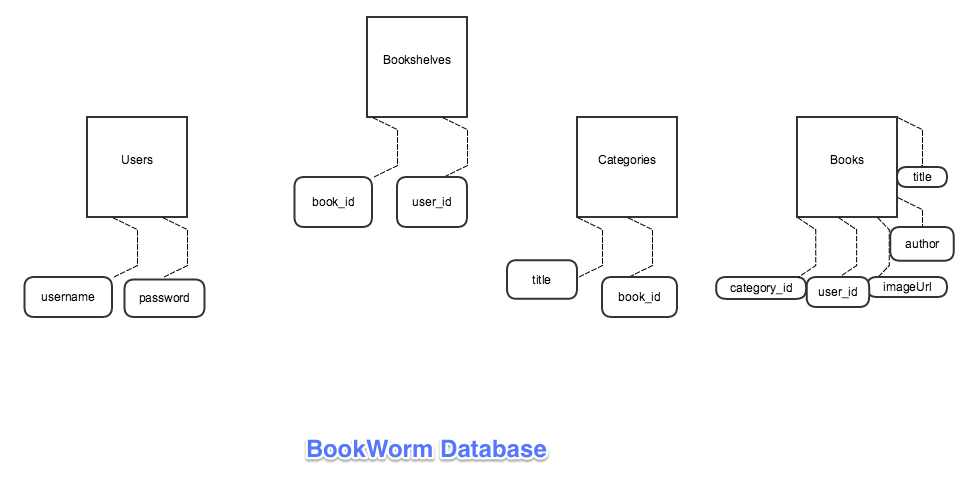 Bookshelves
book_id
user_id
Users
username
password
Categories
title
book_id
Books
title
author
category_id
user_id
imageUrl
BookWorm Database